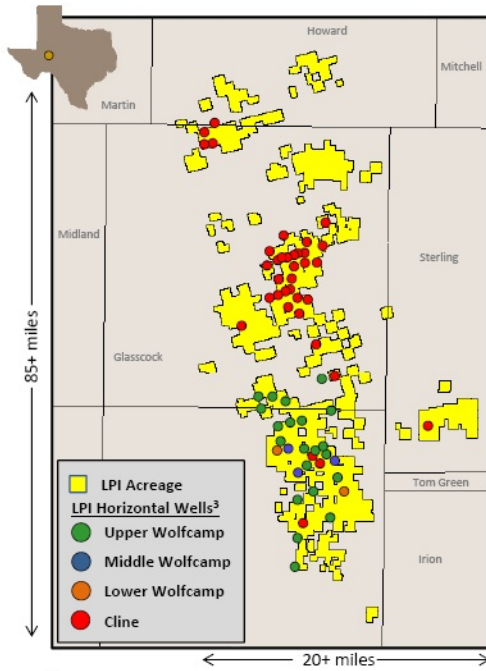 Howard
Mitchell
Martin
Midland
Sterling
Glasscock
85+ miles
LPI Acreage
LPI Horizontal Wells³
Upper Wolfcamp
Middle Wolfcamp
Lower Wolfcamp
Cline
Tom Green
Irion
20+ miles